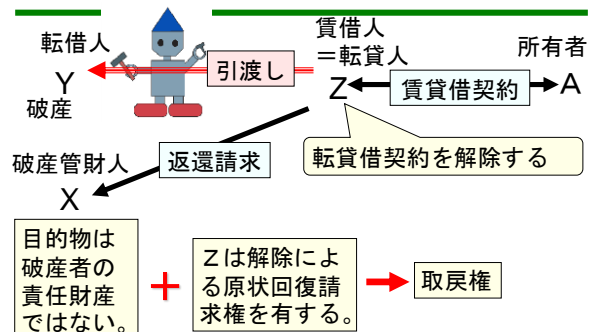 転借人
Y
破産
引渡し
賃借人
＝転貸人
Z
賃貸借契約
所有者
A
転貸借契約を解除する
返還請求
破産管財人
X
目的物は
破産者の
責任財産
ではない。
＋
Ｚは解除によ
る原状回復請
求権を有する。
取戻権